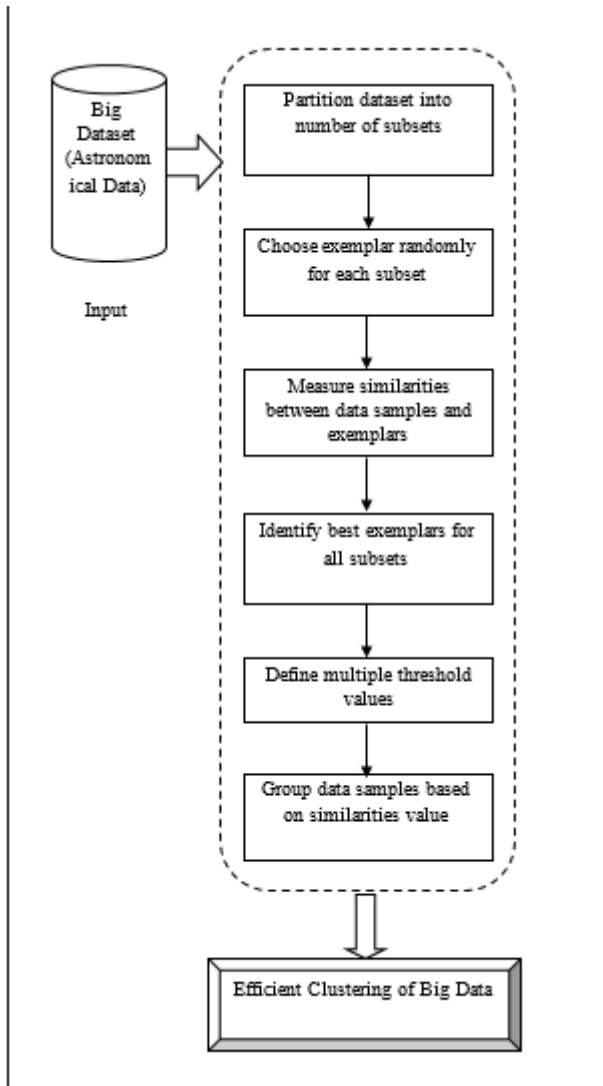 Big
Dataset
(Astronom
ical Data)
Input
Partition dataset into
number of subsets
Choose exemplar randomly
for each subset
Measure similarities
between data samples and
exemplars
Identify best exemplars for
all subsets
Define multiple threshold
values
Group data samples based
on similarities value
Efficient Clustering of Big Data